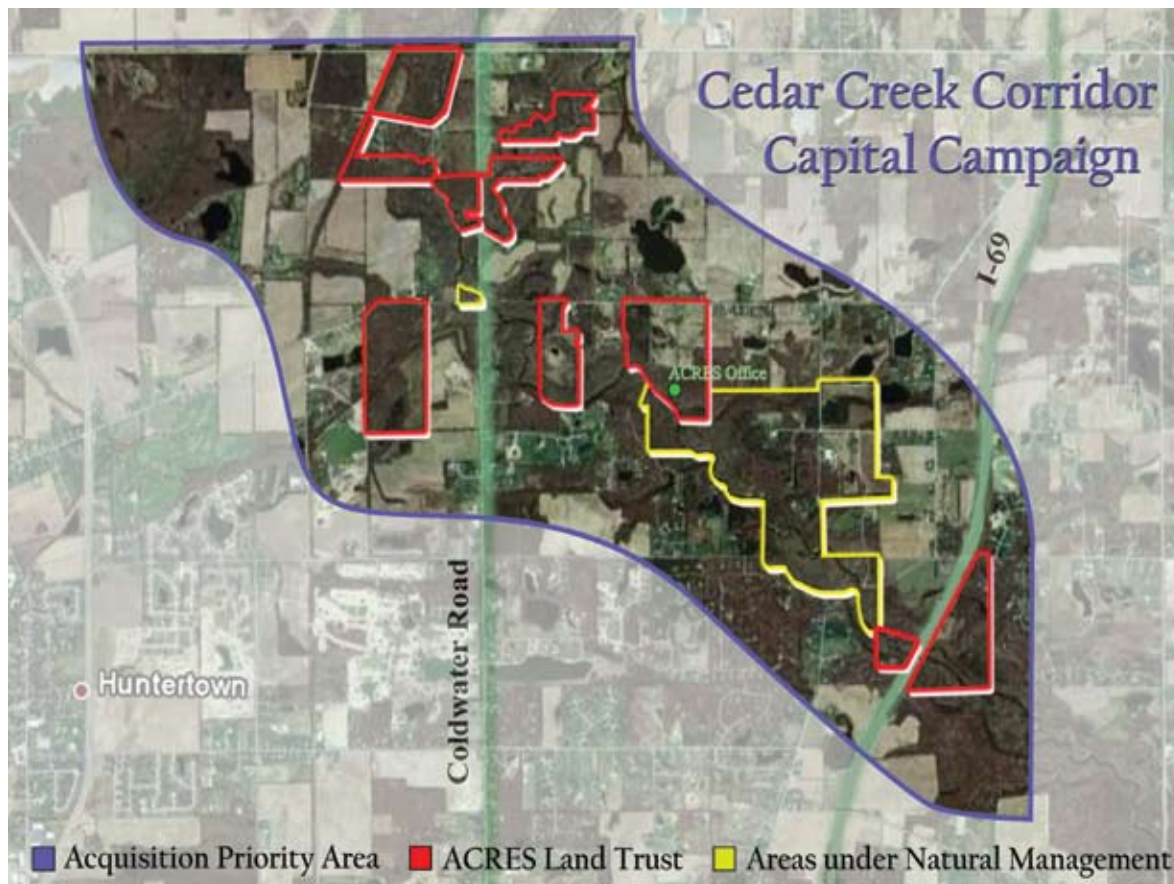 Cedar Creek Corridor
Capital Campaign
I-69
ACRES Office
Coldwater Road
Huntertown
Acquisition Priority Area ACRES Land Trust Areas under Natural Management